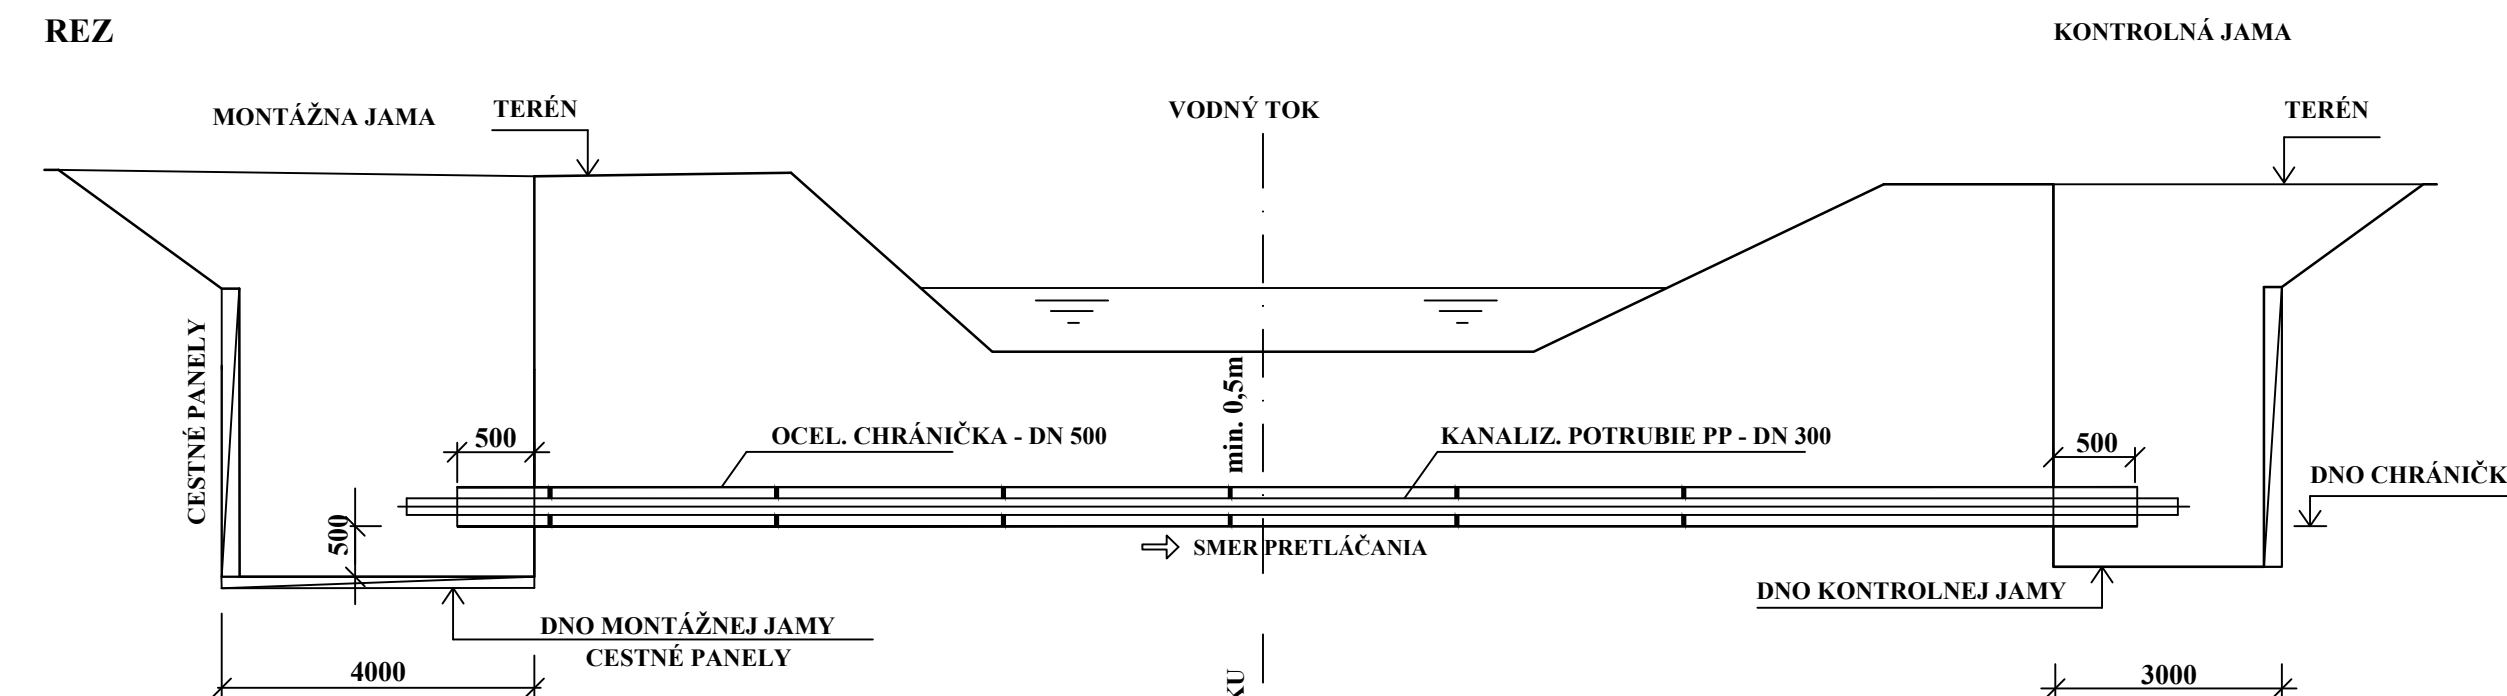 REZ
KONTROLNÁ JAMA
MONTÁŽNA JAMA
TERÉN
VODNÝ TOK
TERÉN
CESTNÉ PANELY
min. 0,5m
500
OCEL. CHRÁNIČKA - DN 500
KANALIZ. POTRUBIE PP - DN 300
500
DNO CHRÁNIČK
500
SMER PRETLÁČANIA
DNO KONTROLNEJ JAMY
DNO MONTÁŽNEJ JAMY
CESTNÉ PANELY
4000
KU
3000